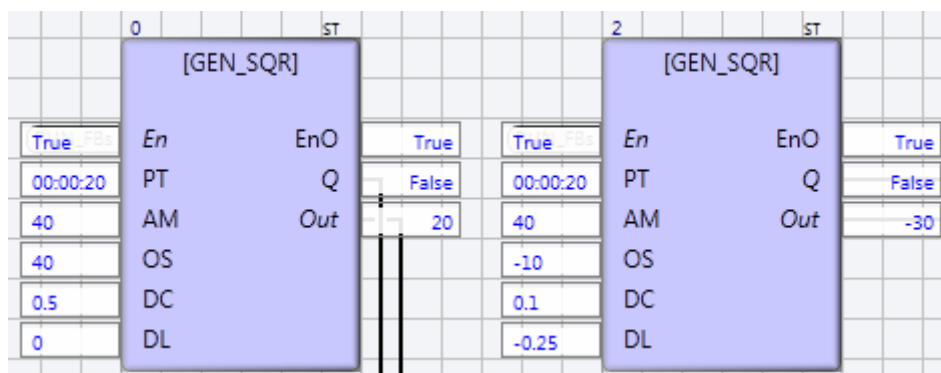 0 ST 2 ST
[GEN_SQR] [GEN_SQR]
True En EnO True True En EnO True
00:00:20 PT Q False 00:00:20 PT Q False
40 AM Out 20 40 AM Out -30
40 OS -10 OS
0.5 DC 0.1 DC
0 DL -0.25 DL